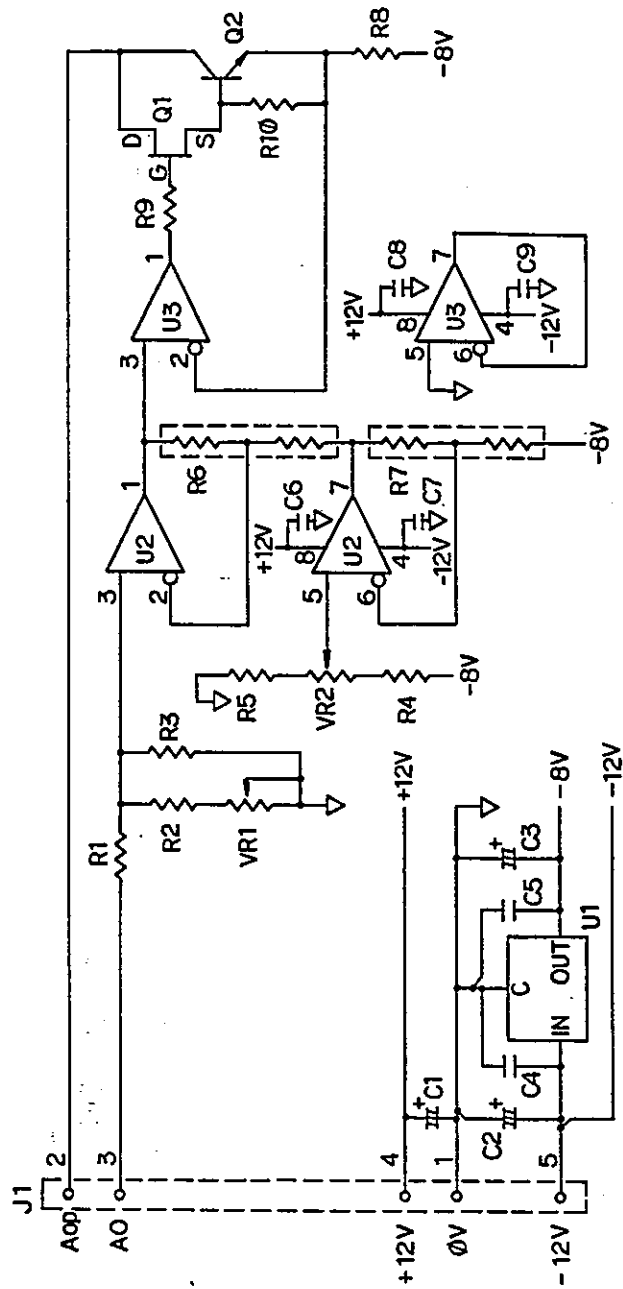 J1
Aop
2
AO
3
+12V
4
ØV
1
-12V
5
R1
R2
R3
VR1
3
1
U2
2
R6
3
1
U3
2
R9
G
D
Q1
S
Q2
R1Ø
R8
-8V
R5
VR2
R4
-8V
+12V
C6
8
5
7
U2
6
4
C7
-12V
R7
-8V
+12V
C8
8
5
7
U3
6
4
C9
-12V
+12V
C1
C2
+
+
C4
C
IN
OUT
U1
C5
+
C3
-8V
-12V